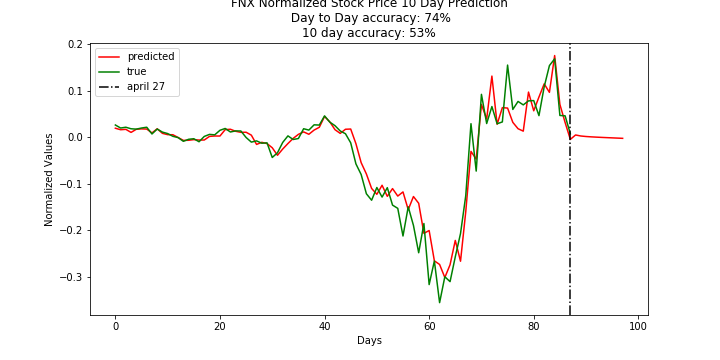 FNX Normalized Stock Price 10 Day Prediction
Day to Day accuracy: 74%
10 day accuracy: 53%
predicted
true
april 27
0.2
0.1
0.0
−0.1
−0.2
−0.3
Normalized Values
0 20 40 60 80 100
Days